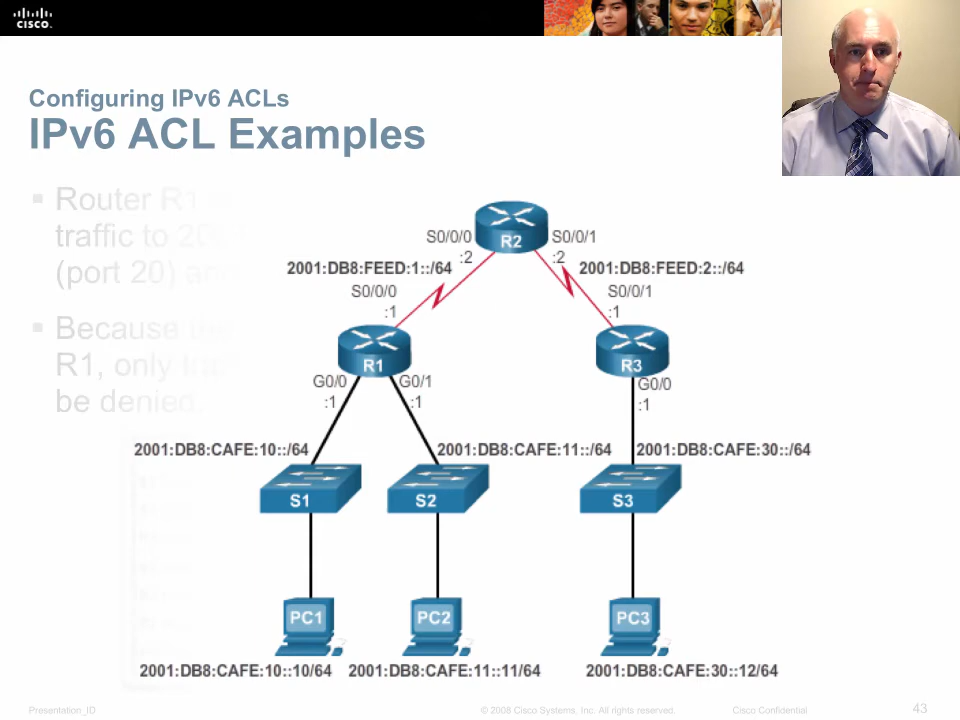 CISCO
Configuring IPv6 ACLs
IPv6 ACL Examples
Router R1
traffic to
(port 20)
Because
R1, only
be denied.
R2
S0/0/0
:2
S0/0/1
:2
2001:DB8:FEED:1::/64
2001:DB8:FEED:2::/64
S0/0/0
:1
S0/0/1
:1
R1
R3
G0/0
:1
G0/1
:1
G0/0
:1
2001:DB8:CAFE:10::/64
2001:DB8:CAFE:11::/64
2001:DB8:CAFE:30::/64
S1
S2
S3
PC1
PC2
PC3
2001:DB8:CAFE:10::10/64
2001:DB8:CAFE:11::11/64
2001:DB8:CAFE:30::12/64
Presentation_ID
© 2008 Cisco Systems, Inc. All rights reserved.
Cisco Confidential
43